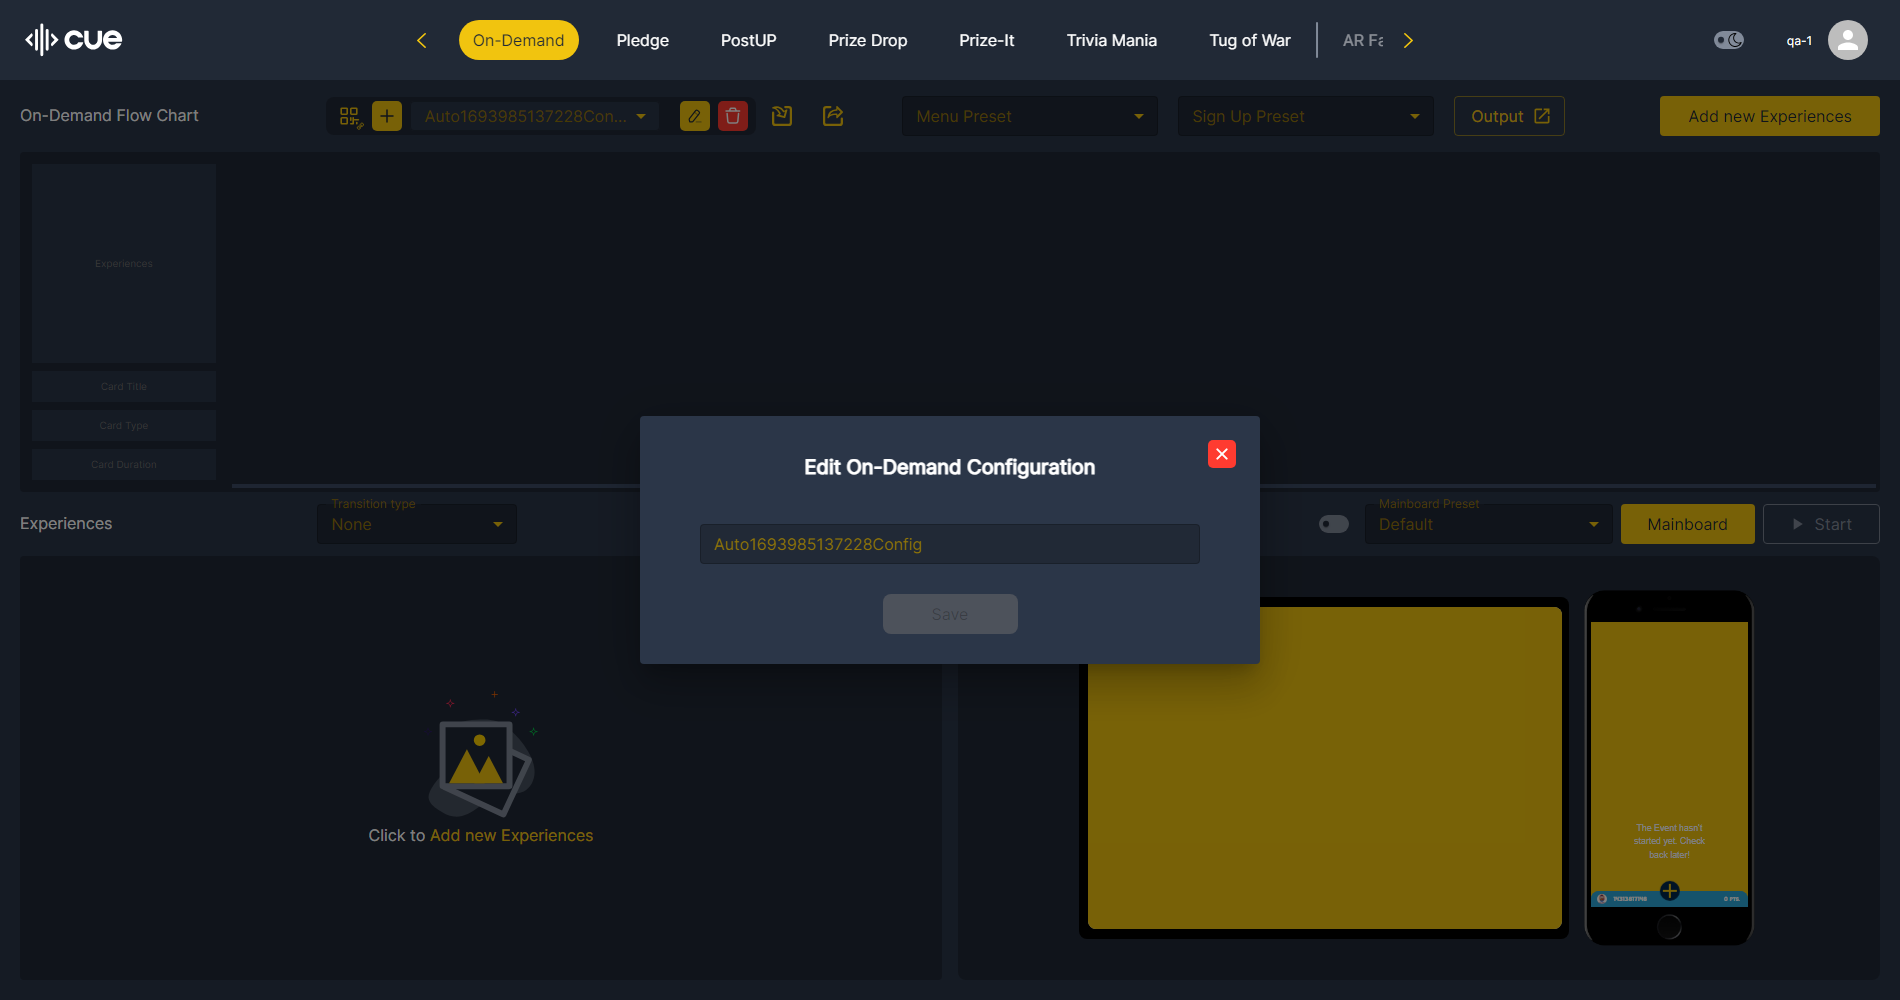 cue
On-Demand
Pledge
PostUP
Prize Drop
Prize-It
Trivia Mania
Tug of War
AR Fa
qa-1
On-Demand Flow Chart
Auto1693985137228Con...
Menu Preset
Sign Up Preset
Output
Add new Experiences
Experiences
Card Title
Card Type
Card Duration
Edit On-Demand Configuration
Auto1693985137228Config
Save
Experiences
Transition type
None
Mainboard Preset
Default
Mainboard
Start
Click to Add new Experiences
The Event hasn't
started yet. Check
back later!
0 PTS.